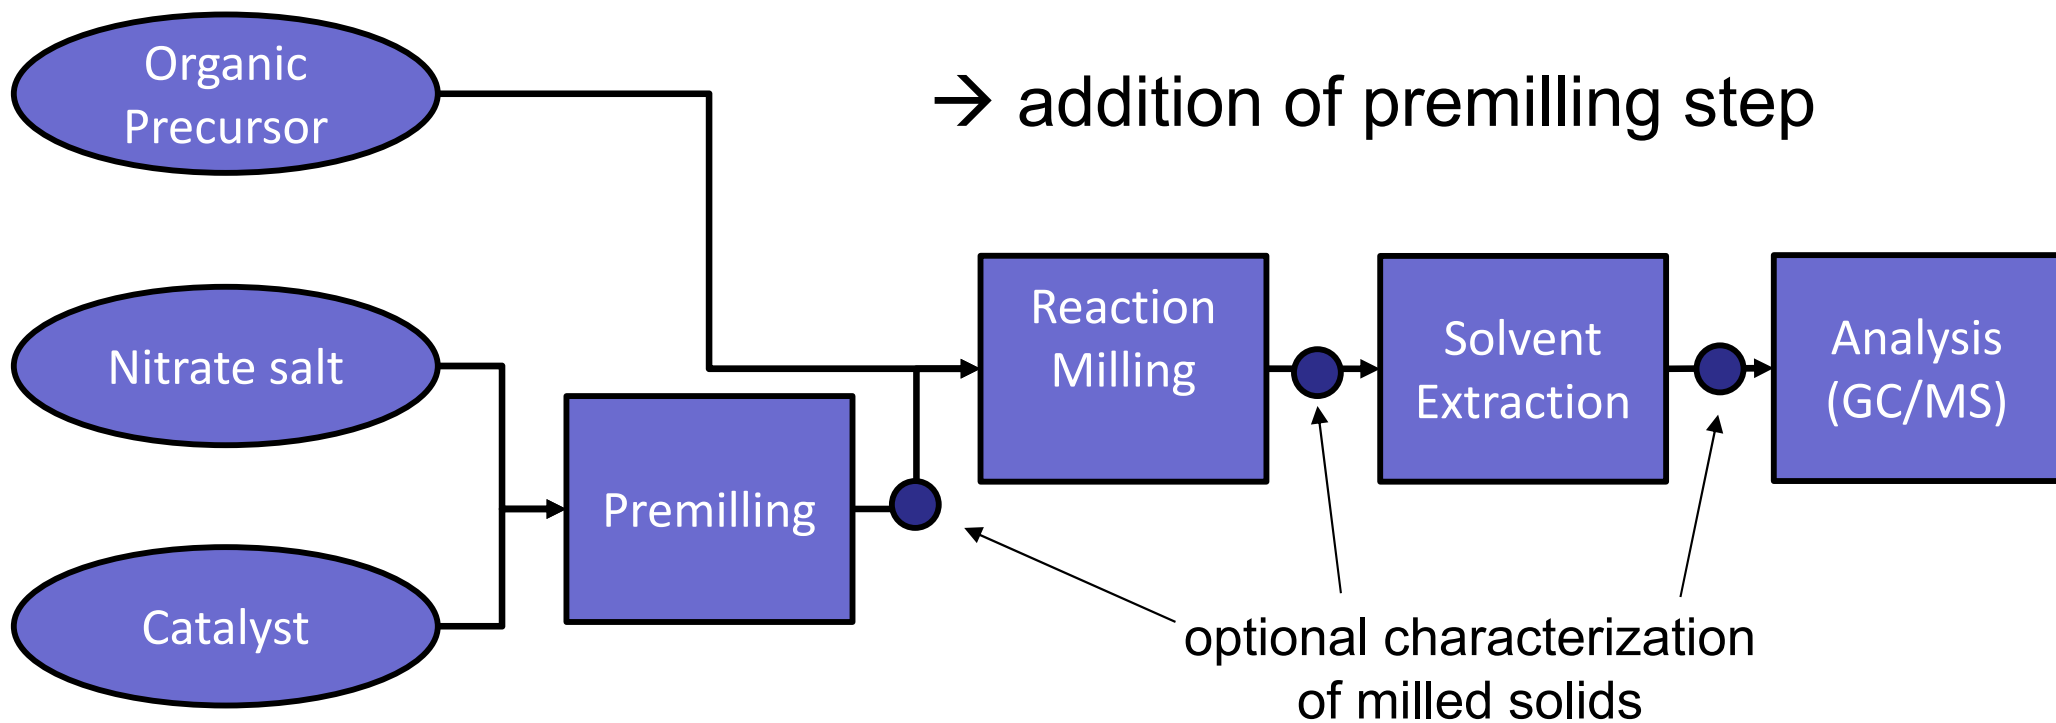 Organic
Precursor
→ addition of premilling step
Nitrate salt
Catalyst
Premilling
Reaction
Milling
Solvent
Extraction
Analysis
(GC/MS)
optional characterization
of milled solids